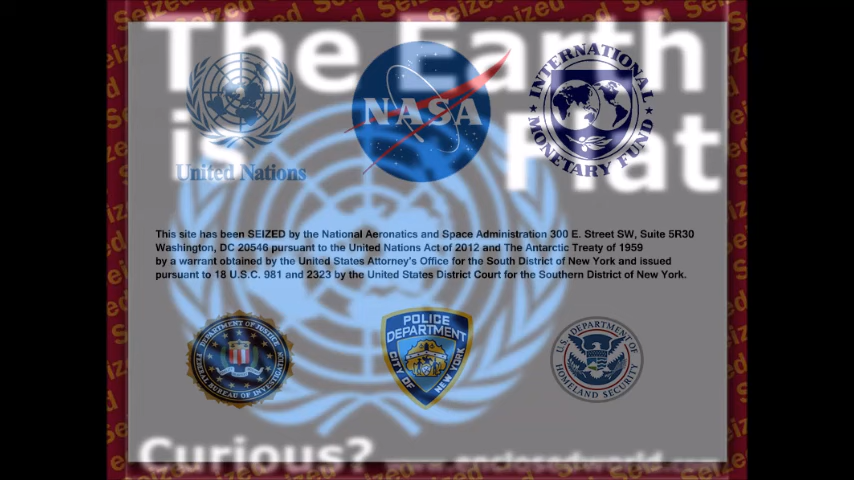 The Earth
is Flat
United Nations
NASA
INTERNATIONAL MONETARY FUND
This site has been SEIZED by the National Aeronatics and Space Administration 300 E. Street SW, Suite 5R30
Washington, DC 20546 pursuant to the United Nations Act of 2012 and The Antarctic Treaty of 1959
by a warrant obtained by the United States Attorney's Office for the South District of New York and issued
pursuant to 18 U.S.C. 981 and 2323 by the United States District Court for the Southern District of New York.
DEPARTMENT OF JUSTICE
FEDERAL BUREAU OF INVESTIGATION
POLICE
DEPARTMENT
CITY OF NEW YORK
U.S. DEPARTMENT OF
HOMELAND SECURITY
Curious? www.enclosedworld.com
Seized